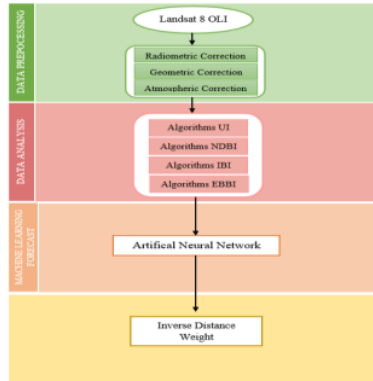 DATA PREPOCESSING
Landsat 8 OLI
Radiometric Correction
Geometric Correction
Atmospheric Correction
DATA ANALYSIS
Algorithms UI
Algorithms NDBI
Algorithms IBI
Algorithms EBBI
MACHINE LEARNING
FORECAST
Artifical Neural Network
Inverse Distance
Weight